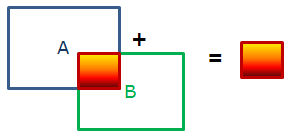 A
+
=
B